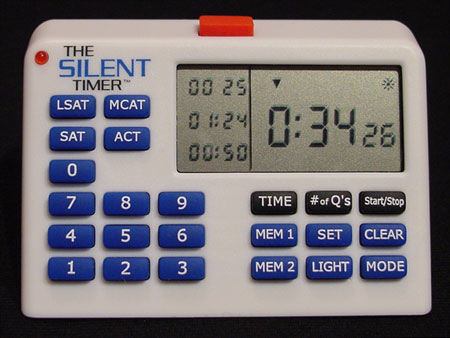 THE
SILENT
TIMER™
LSAT MCAT
SAT ACT
0
7 8 9
4 5 6
1 2 3
00 25
01:24
00:50
0:34 26
TIME # of Q's Start/Stop
MEM 1 SET CLEAR
MEM 2 LIGHT MODE